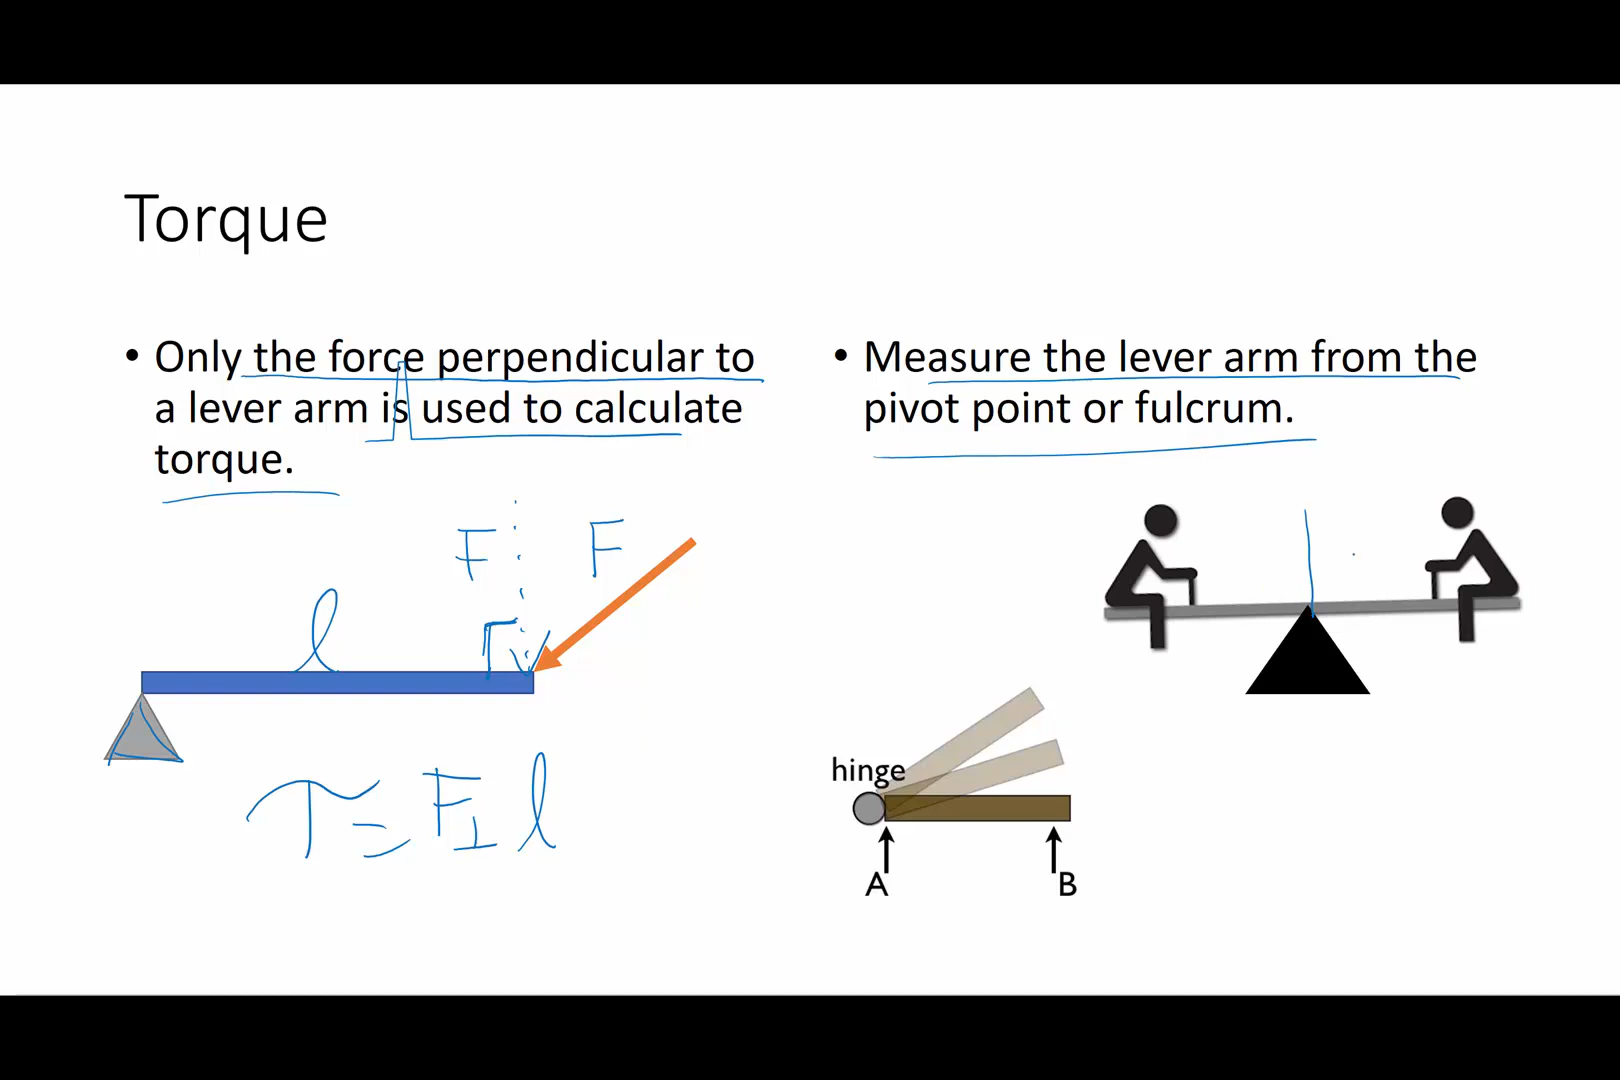 Torque
• Only the force perpendicular to
a lever arm is used to calculate
torque.
• Measure the lever arm from the
pivot point or fulcrum.
F
F
l
τ = F⊥ l
hinge
A
B